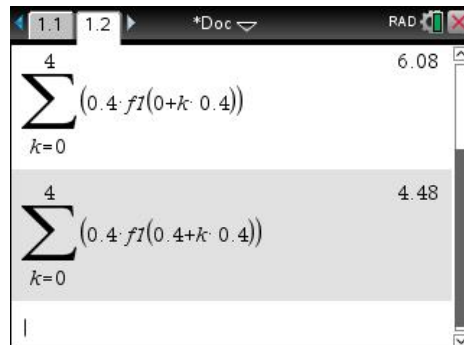 1.1 1.2 *Doc RAD
4
∑(0.4·f1(0+k·0.4)) 6.08
k=0
4
∑(0.4·f1(0.4+k·0.4)) 4.48
k=0